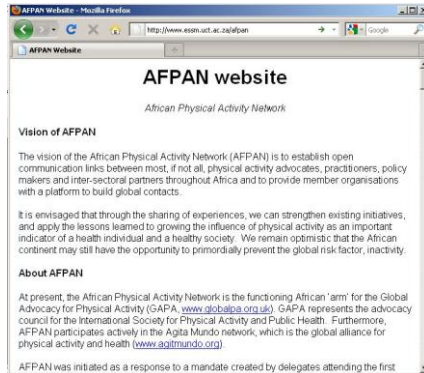 AFPAN Website - Mozilla Firefox
http://www.essm.uct.ac.za/afpan
Google
AFPAN Website
AFPAN website
African Physical Activity Network
Vision of AFPAN
The vision of the African Physical Activity Network (AFPAN) is to establish open
communication links between most, if not all, physical activity advocates, practitioners, policy
makers and inter-sectoral partners throughout Africa and to provide member organisations
with a platform to build global contacts.
It is envisaged that through the sharing of experiences, we can strengthen existing initiatives,
and apply the lessons learned to growing the influence of physical activity as an important
indicator of a health individual and a healthy society. We remain optimistic that the African
continent may still have the opportunity to primordially prevent the global risk factor, inactivity.
About AFPAN
At present, the African Physical Activity Network is the functioning African 'arm' for the Global
Advocacy for Physical Activity (GAPA, www.globalpa.org.uk). GAPA represents the advocacy
council for the International Society for Physical Activity and Public Health. Furthermore,
AFPAN participates actively in the Agita Mundo network, which is the global alliance for
physical activity and health (www.agitmundo.org).
AFPAN was initiated as a response to a mandate created by delegates attending the first